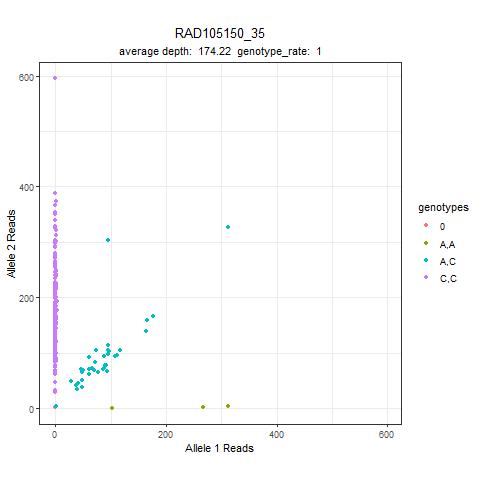 RAD105150_35
average depth: 174.22 genotype_rate: 1
600
400
200
0
Allele 2 Reads
0 200 400 600
Allele 1 Reads
genotypes
0
A,A
A,C
C,C